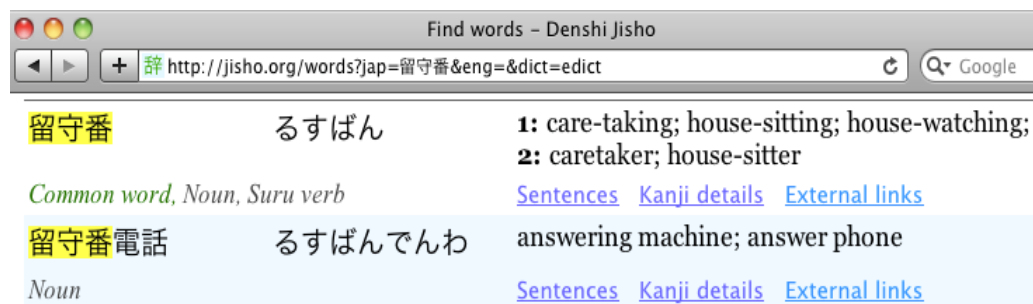 Find words – Denshi Jisho
辞 http://jisho.org/words?jap=留守番&eng=&dict=edict Google
留守番 るすばん 1: care-taking; house-sitting; house-watching;
2: caretaker; house-sitter
Common word, Noun, Suru verb Sentences Kanji details External links
留守番電話 るすばんでんわ answering machine; answer phone
Noun Sentences Kanji details External links